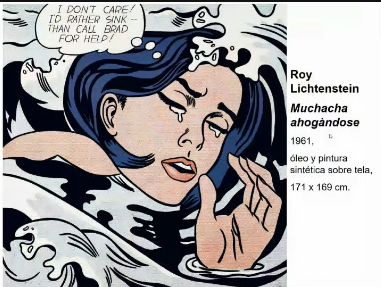 I DON'T CARE!
I'D RATHER SINK --
THAN CALL BRAD
FOR HELP!
Roy
Lichtenstein
Muchacha
ahogàndose
1961,
óleo y pintura
sintética sobre tela,
171 x 169 cm.